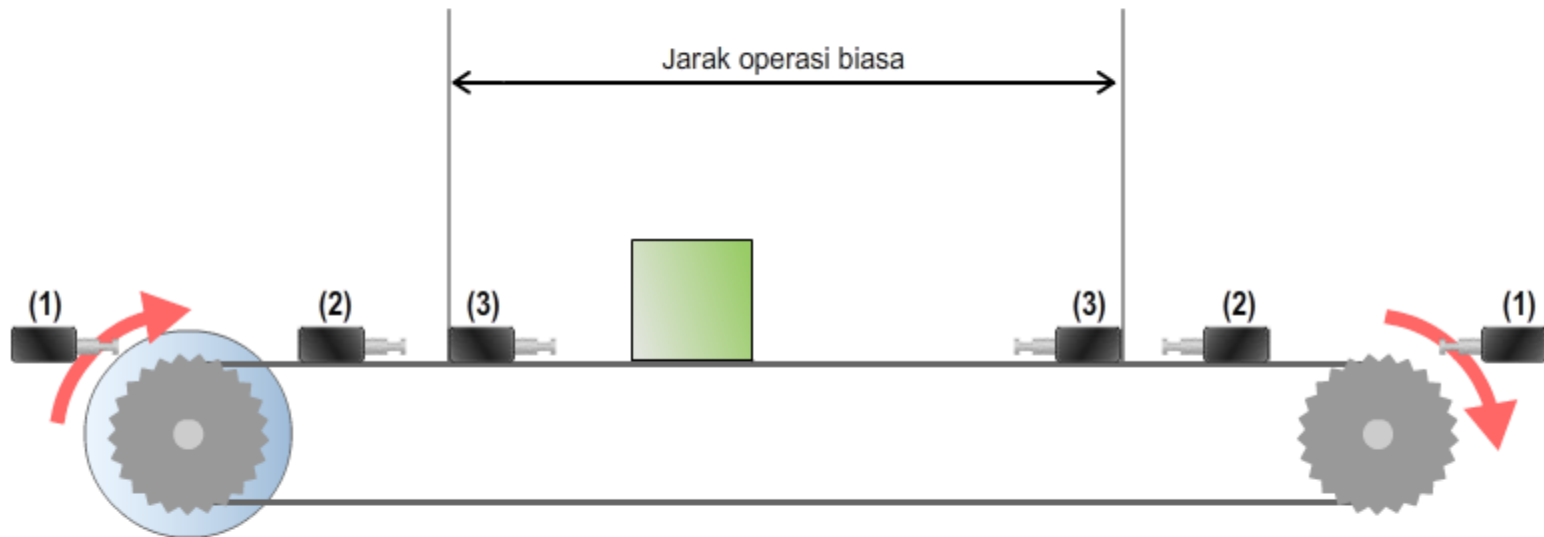 Jarak operasi biasa
(1) (2) (3) (3) (2) (1)